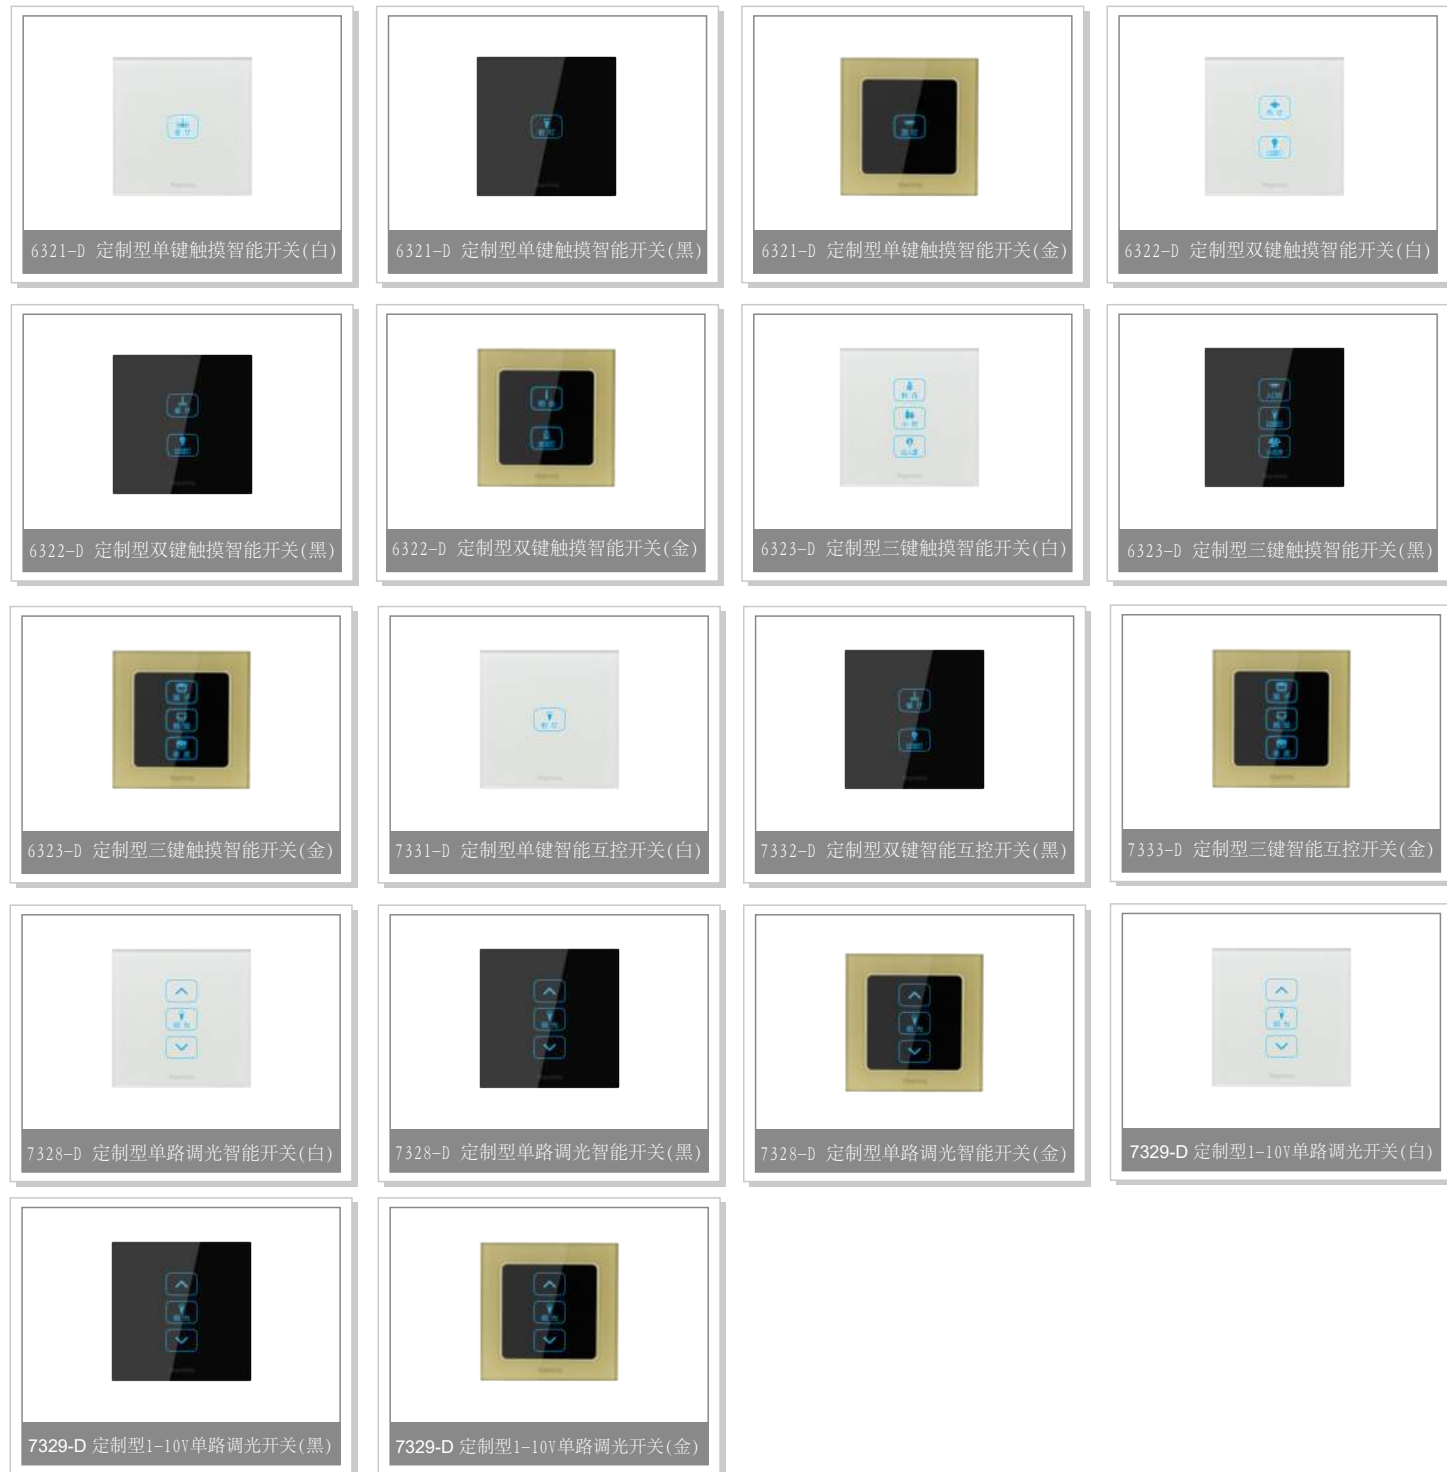 6321-D 定制型单键触摸智能开关(白)
6321-D 定制型单键触摸智能开关(黑)
6321-D 定制型单键触摸智能开关(金)
6322-D 定制型双键触摸智能开关(白)
6322-D 定制型双键触摸智能开关(黑)
6322-D 定制型双键触摸智能开关(金)
6323-D 定制型三键触摸智能开关(白)
6323-D 定制型三键触摸智能开关(黑)
6323-D 定制型三键触摸智能开关(金)
7331-D 定制型单键智能互控开关(白)
7332-D 定制型双键智能互控开关(黑)
7333-D 定制型三键智能互控开关(金)
7328-D 定制型单路调光智能开关(白)
7328-D 定制型单路调光智能开关(黑)
7328-D 定制型单路调光智能开关(金)
7329-D 定制型1-10V单路调光开关(白)
7329-D 定制型1-10V单路调光开关(黑)
7329-D 定制型1-10V单路调光开关(金)